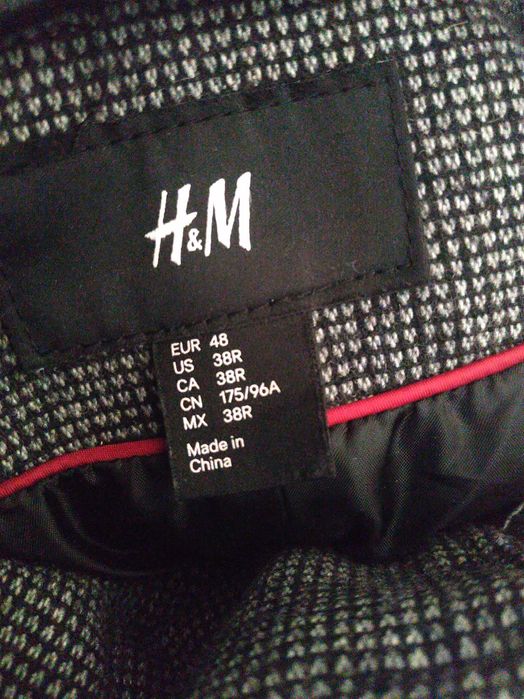 H&M
EUR 48
US 38R
CA 38R
CN 175/96A
MX 38R
Made in
China